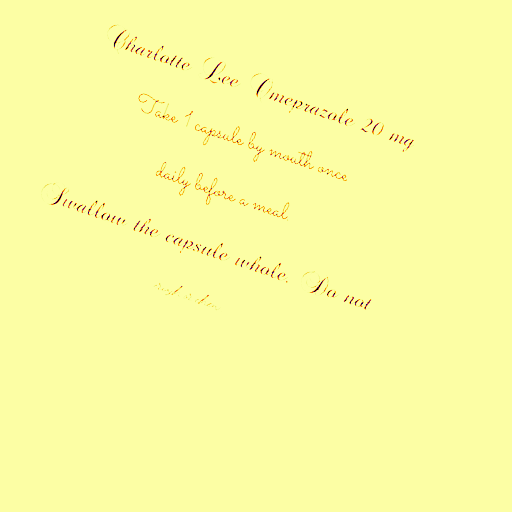 Charlotte Lee Omeprazole 20 mg
Take 1 capsule by mouth once
daily before a meal
Swallow the capsule whole. Do not